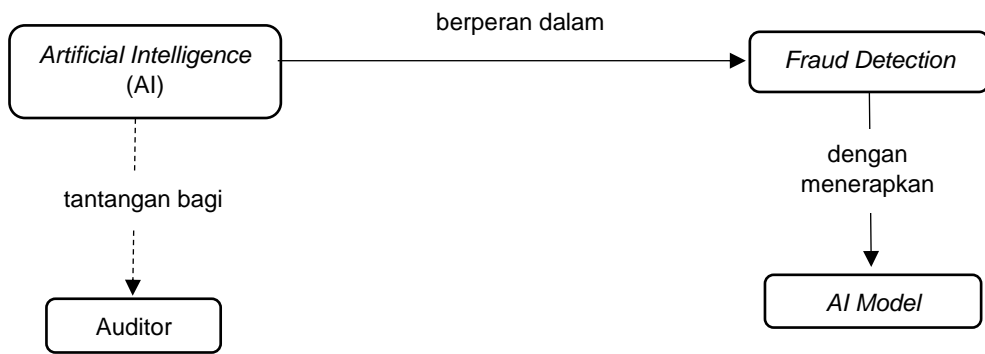 berperan dalam
Artificial Intelligence
(AI)
Fraud Detection
dengan
menerapkan
tantangan bagi
AI Model
Auditor